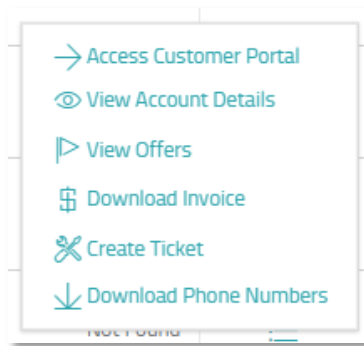 Access Customer Portal
View Account Details
View Offers
Download Invoice
Create Ticket
Download Phone Numbers
Not Found